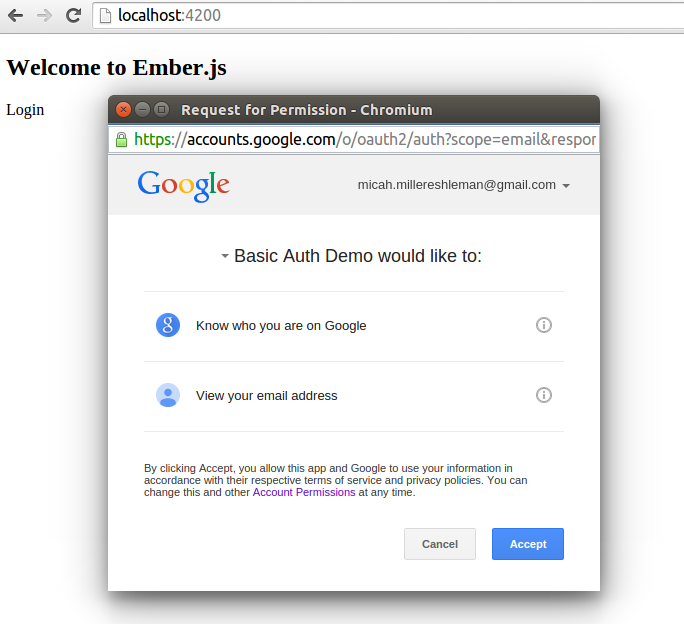 localhost:4200
Welcome to Ember.js
Login
Request for Permission - Chromium
https://accounts.google.com/o/oauth2/auth?scope=email&respor
Google
micah.millereshleman@gmail.com
Basic Auth Demo would like to:
g
Know who you are on Google
i
View your email address
i
By clicking Accept, you allow this app and Google to use your information in
accordance with their respective terms of service and privacy policies. You can
change this and other Account Permissions at any time.
Cancel
Accept